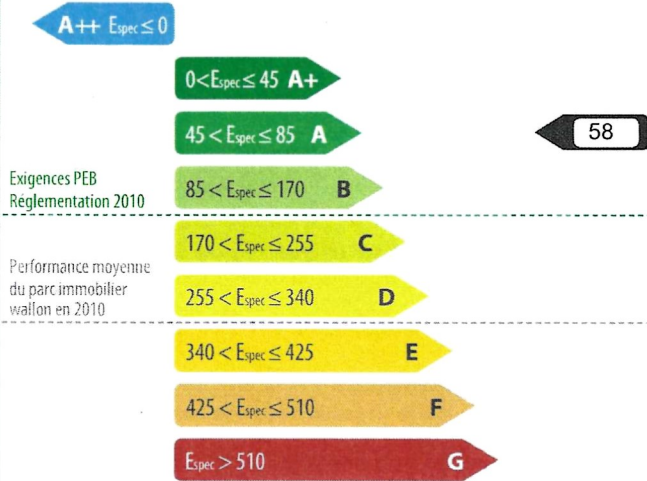 A++ Espec ≤ 0
0<Espec≤ 45 A+
45 < Espec ≤ 85 A
58
Exigences PEB
Réglementation 2010
85 < Espec ≤ 170 B
170 < Espec ≤ 255 C
Performance moyenne
du parc immobilier
wallon en 2010
255 < Espec ≤ 340 D
340 < Espec ≤ 425 E
425 < Espec ≤ 510 F
Espec > 510 G